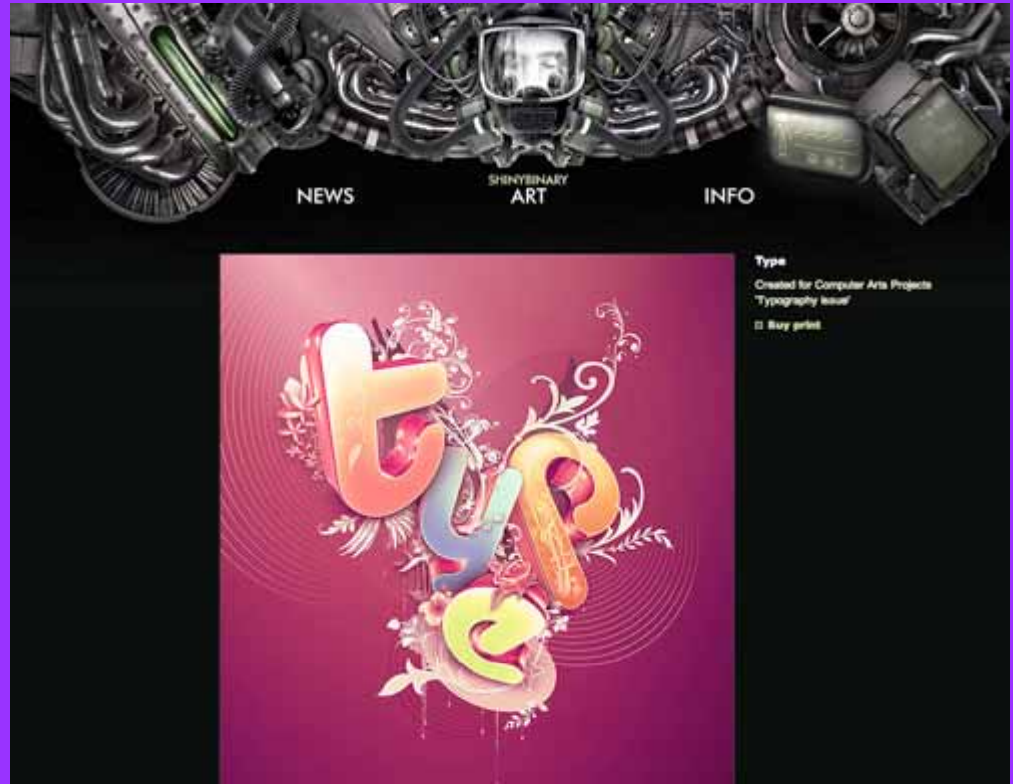 NEWS
SHINYBINARY
ART
INFO
Type
Created for Computer Arts Projects
'Typography issue'
Buy print
type